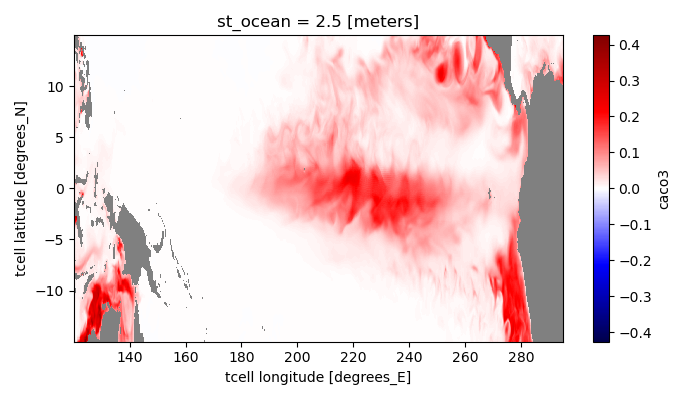 st_ocean = 2.5 [meters]
10
5
0
−5
−10
tcell latitude [degrees_N]
140 160 180 200 220 240 260 280
tcell longitude [degrees_E]
0.4
0.3
0.2
0.1
0.0
−0.1
−0.2
−0.3
−0.4
caco3